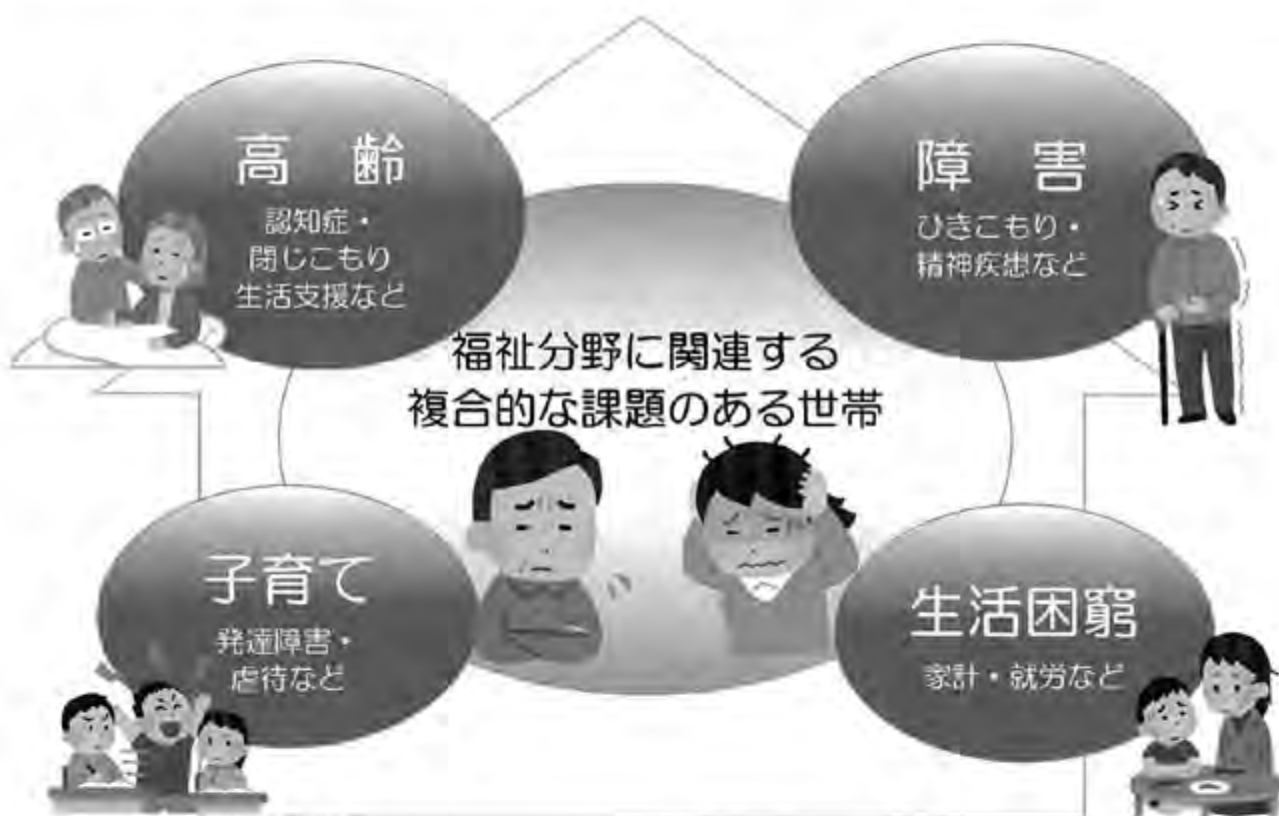 高 齢
認知症・
閉じこもり
生活支援など
障 害
ひきこもり・
精神疾患など
福祉分野に関連する
複合的な課題のある世帯
子育て
発達障害・
虐待など
生活困窮
家計・就労など